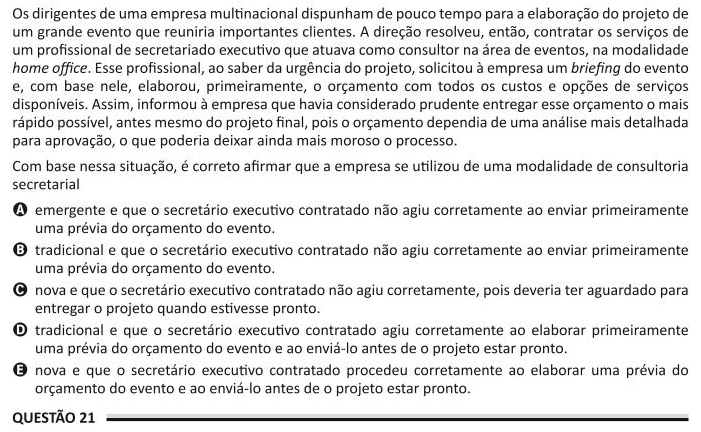 Os dirigentes de uma empresa multinacional dispunham de pouco tempo para a elaboração do projeto de
um grande evento que reuniria importantes clientes. A direção resolveu, então, contratar os serviços de
um profissional de secretariado executivo que atuava como consultor na área de eventos, na modalidade
home office. Esse profissional, ao saber da urgência do projeto, solicitou à empresa um briefing do evento
e, com base nele, elaborou, primeiramente, o orçamento com todos os custos e opções de serviços
disponíveis. Assim, informou à empresa que havia considerado prudente entregar esse orçamento o mais
rápido possível, antes mesmo do projeto final, pois o orçamento dependia de uma análise mais detalhada
para aprovação, o que poderia deixar ainda mais moroso o processo.
Com base nessa situação, é correto afirmar que a empresa se utilizou de uma modalidade de consultoria
secretarial
A emergente e que o secretário executivo contratado não agiu corretamente ao enviar primeiramente
uma prévia do orçamento do evento.
B tradicional e que o secretário executivo contratado não agiu corretamente ao enviar primeiramente
uma prévia do orçamento do evento.
C nova e que o secretário executivo contratado não agiu corretamente, pois deveria ter aguardado para
entregar o projeto quando estivesse pronto.
D tradicional e que o secretário executivo contratado agiu corretamente ao elaborar primeiramente
uma prévia do orçamento do evento e ao enviá-lo antes de o projeto estar pronto.
E nova e que o secretário executivo contratado procedeu corretamente ao elaborar uma prévia do
orçamento do evento e ao enviá-lo antes de o projeto estar pronto.
QUESTÃO 21